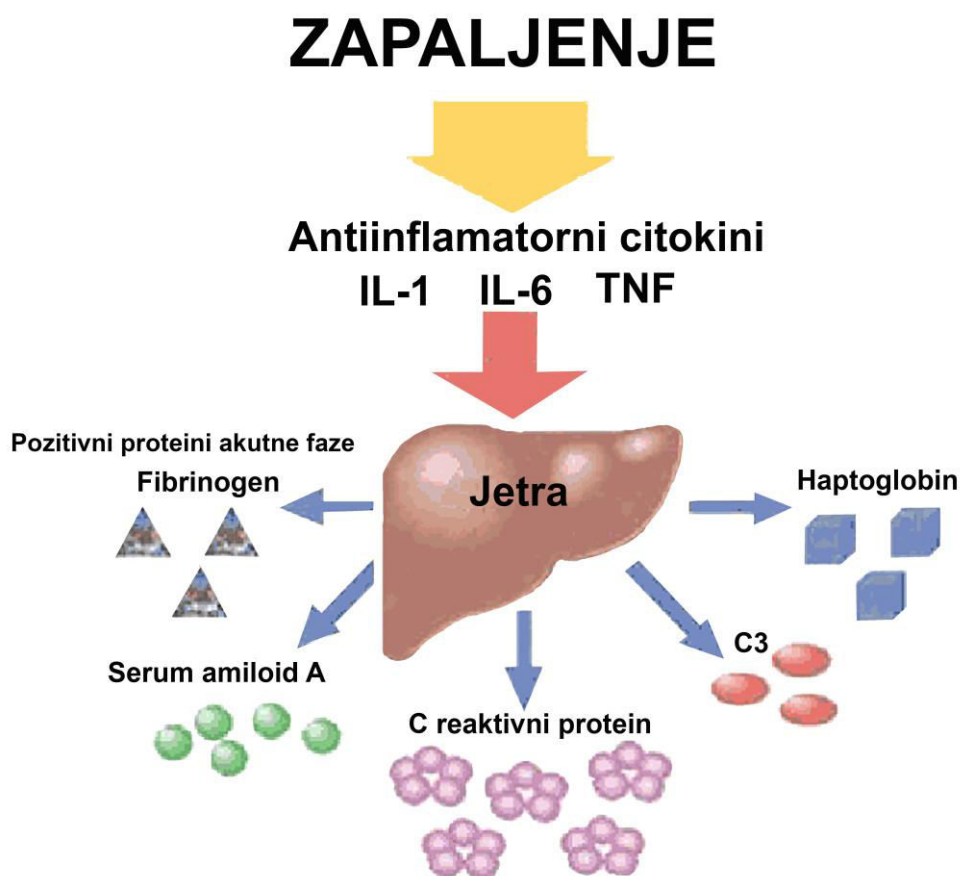 ZAPALJENJE
Antiinflamatorni citokini
IL-1 IL-6 TNF
Pozitivni proteini akutne faze
Fibrinogen
Jetra
Haptoglobin
Serum amiloid A
C3
C reaktivni protein